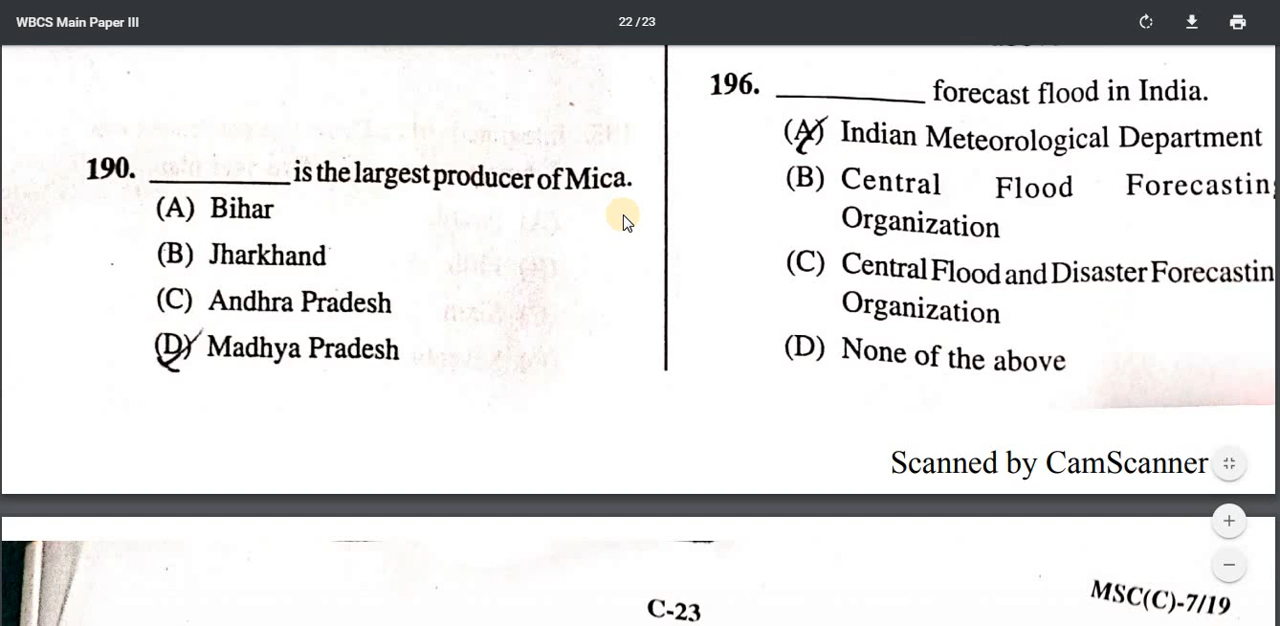 WBCS Main Paper III
22 / 23
190. __________ is the largest producer of Mica.
(A) Bihar
(B) Jharkhand
(C) Andhra Pradesh
(D) Madhya Pradesh
196. __________ forecast flood in India.
(A) Indian Meteorological Department
(B) Central Flood Forecastin
Organization
(C) Central Flood and Disaster Forecastin
Organization
(D) None of the above
Scanned by CamScanner
C-23
MSC(C)-7/19